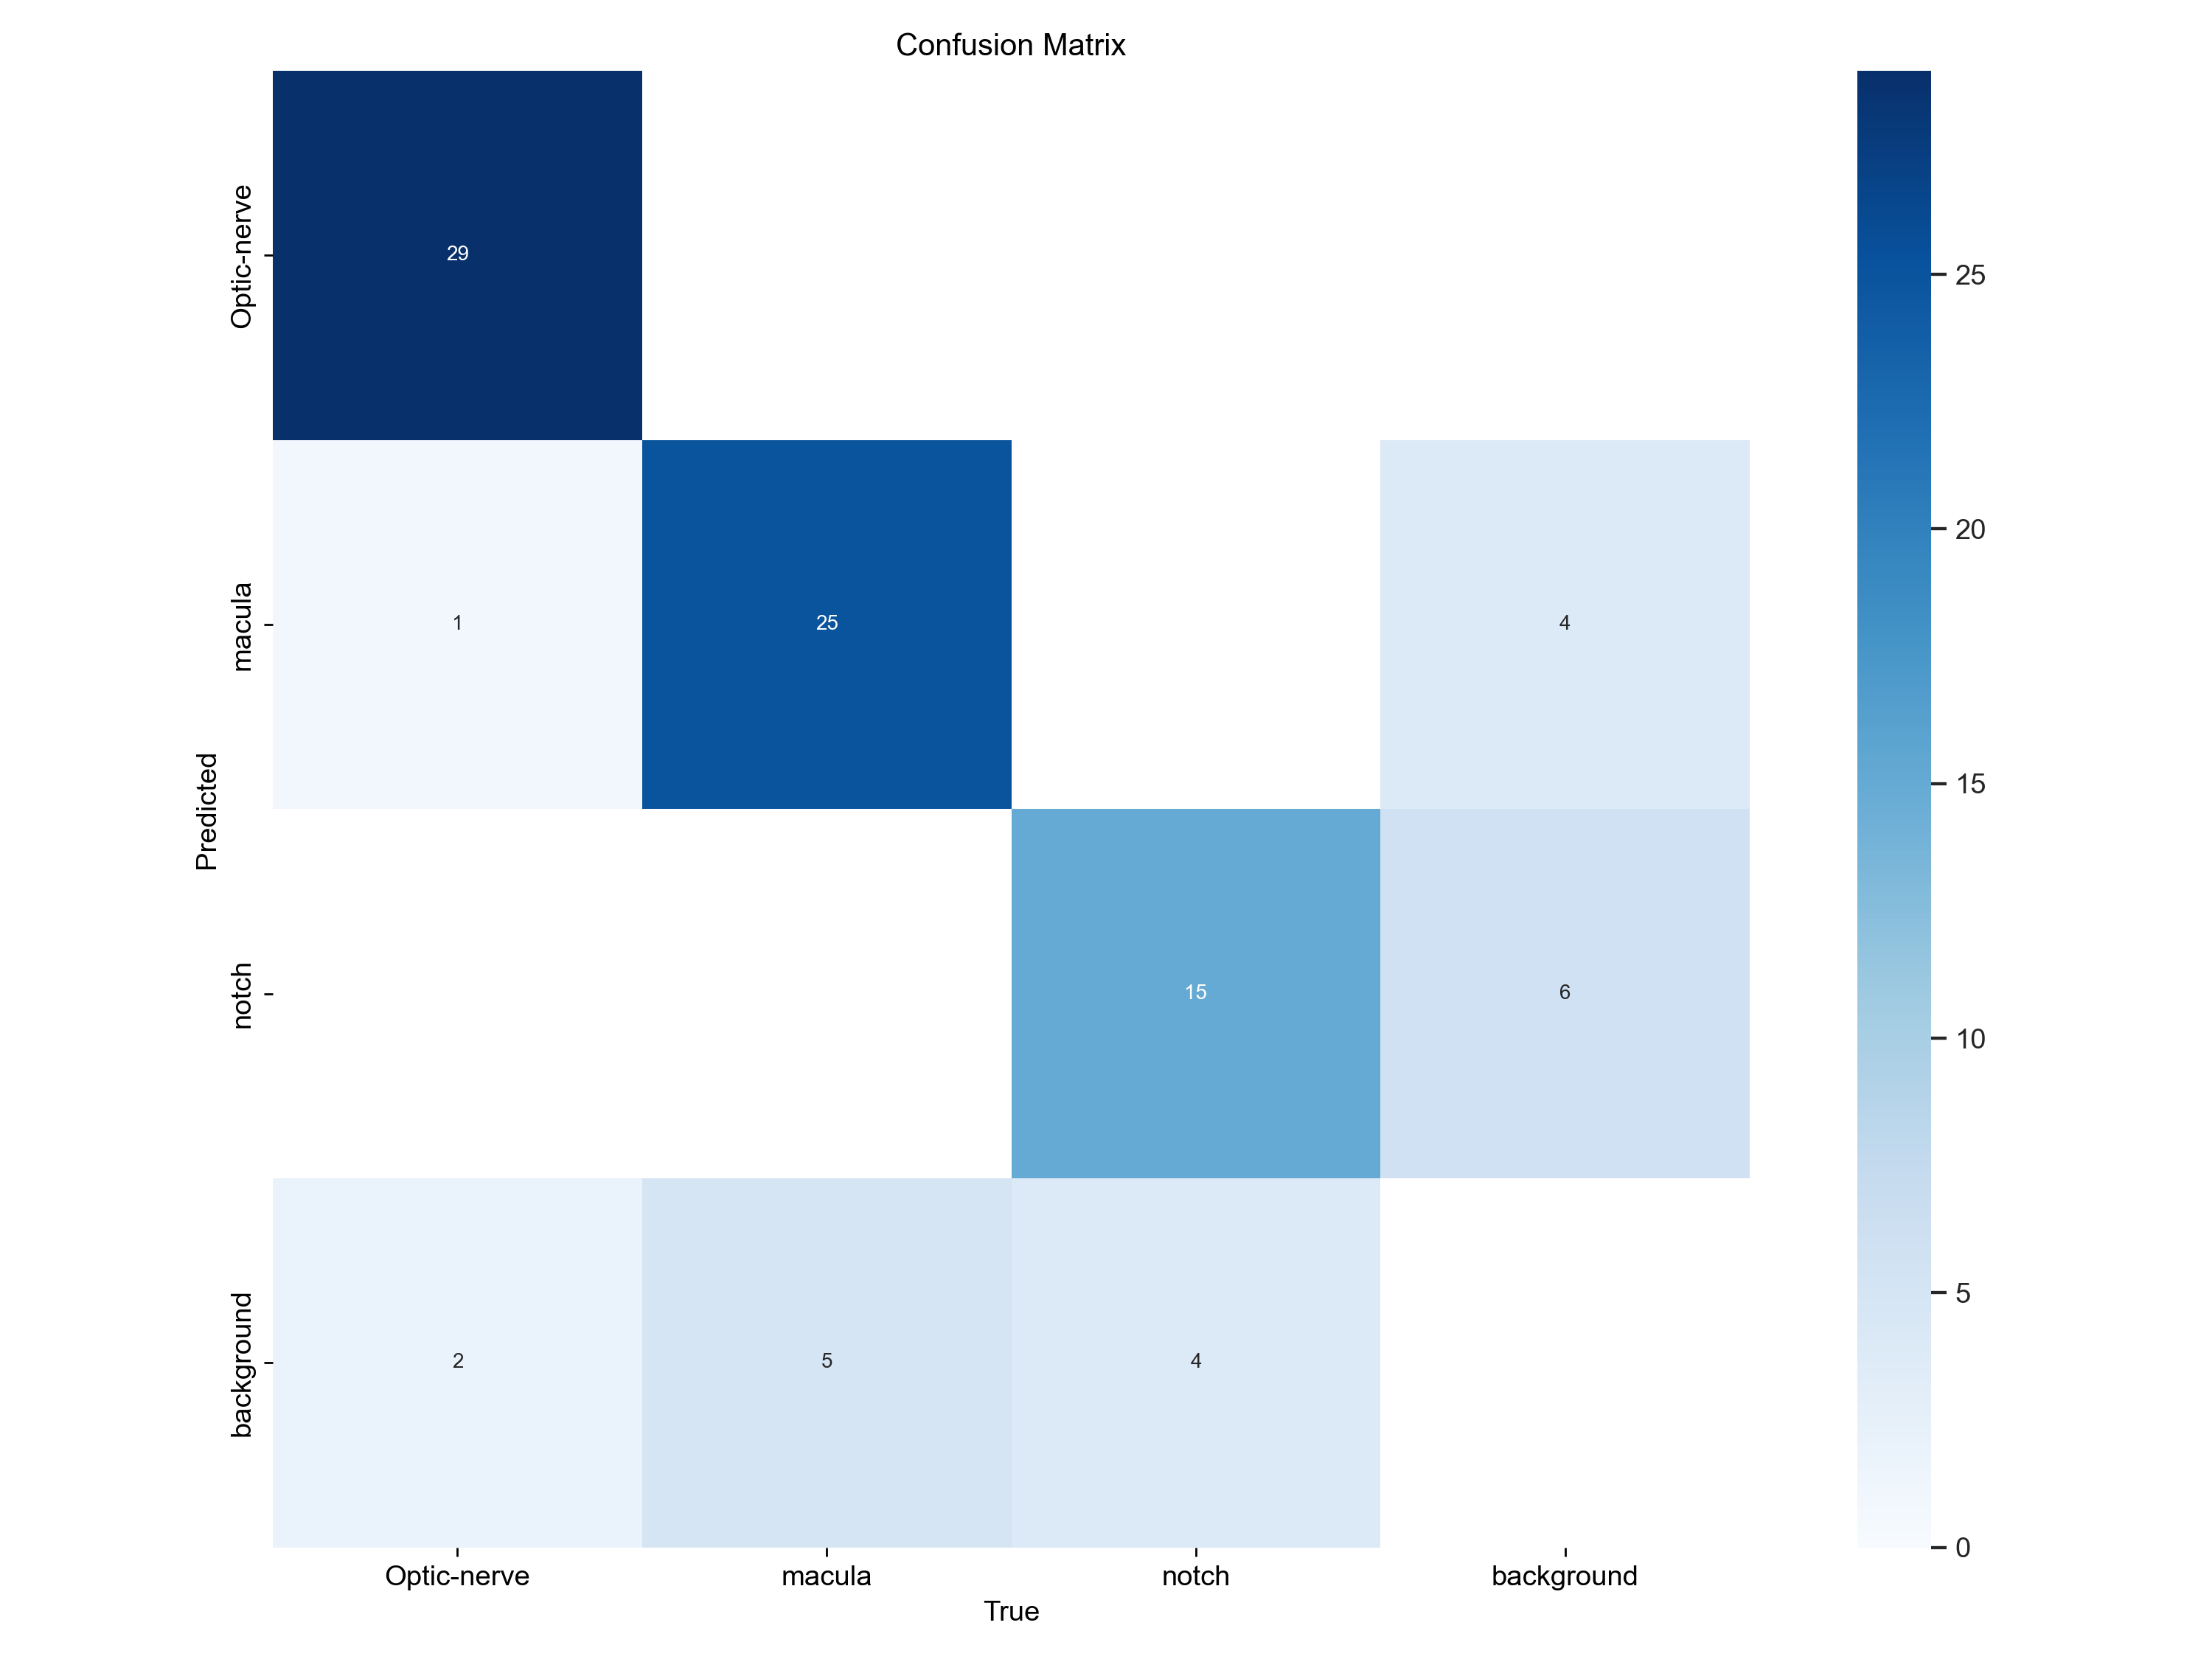 Confusion Matrix
Optic-nerve
29
25
macula
1
25
4
20
Predicted
15
notch
15
6
10
background
2
5
4
5
0
Optic-nerve
macula
notch
background
True